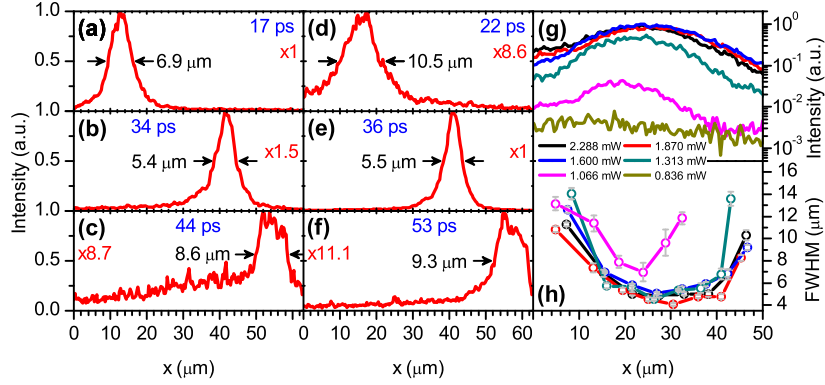 (a) 17 ps x1 6.9 μm
(d) 22 ps x8.6 10.5 μm
(g)
(b) 34 ps x1.5 5.4 μm
(e) 36 ps x1 5.5 μm
2.288 mW 1.870 mW
1.600 mW 1.313 mW
1.066 mW 0.836 mW
(c) 44 ps x8.7 8.6 μm
(f) 53 ps x11.1 9.3 μm
(h)
Intensity (a.u.)
1.0
0.5
1.0
0.5
1.0
0.5
0.0
Intensity (a.u.)
10⁰
10⁻¹
10⁻²
10⁻³
FWHM (μm)
14
12
10
8
6
4
0 10 20 30 40 50
0 10 20 30 40 50 60
0 10 20 30 40 50
x (μm)
x (μm)
x (μm)